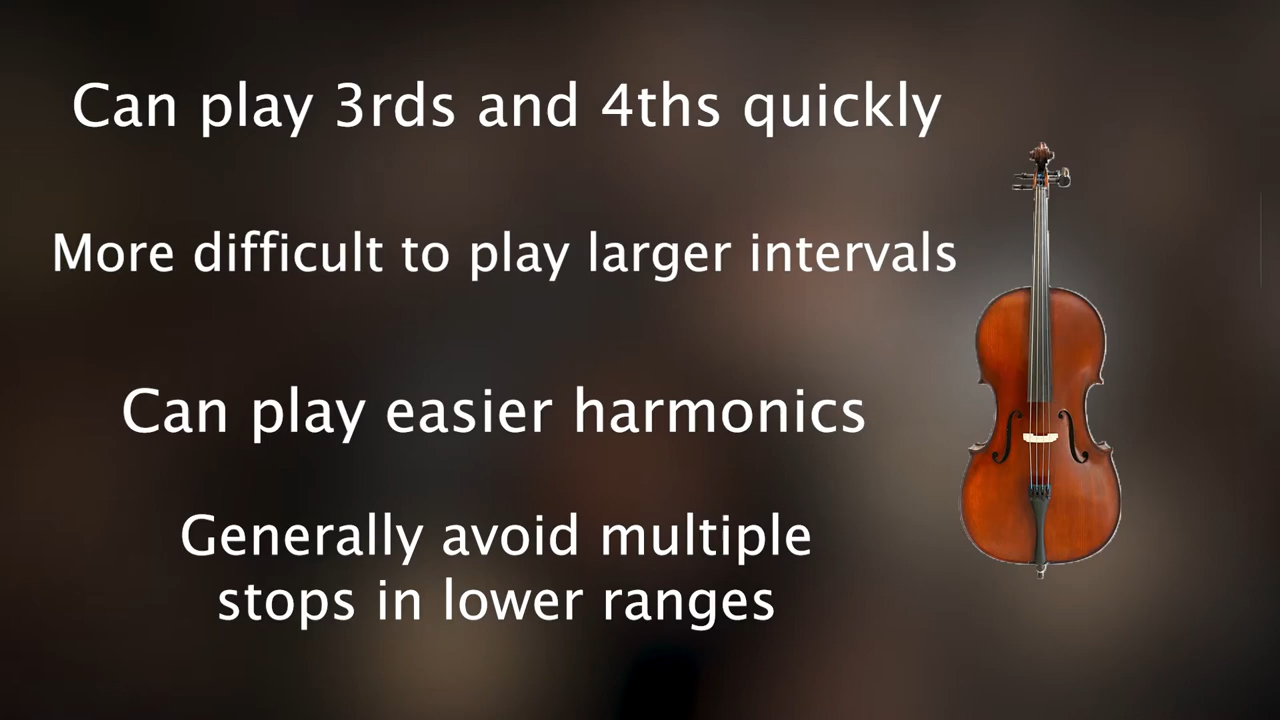 Can play 3rds and 4ths quickly
More difficult to play larger intervals
Can play easier harmonics
Generally avoid multiple
stops in lower ranges